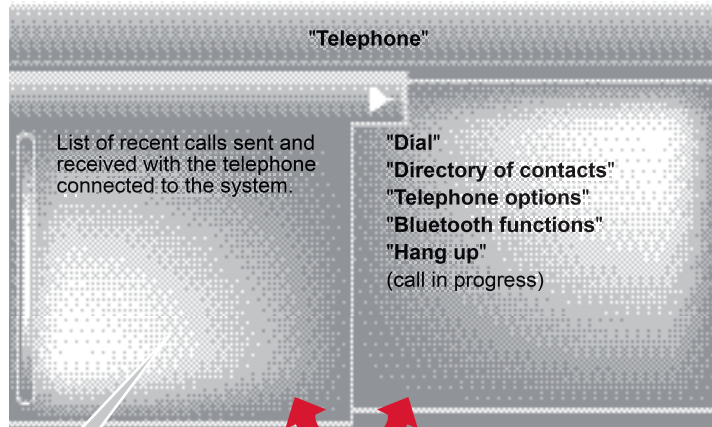 "Telephone"
List of recent calls sent and
received with the telephone
connected to the system.
"Dial"
"Directory of contacts"
"Telephone options"
"Bluetooth functions"
"Hang up"
(call in progress)